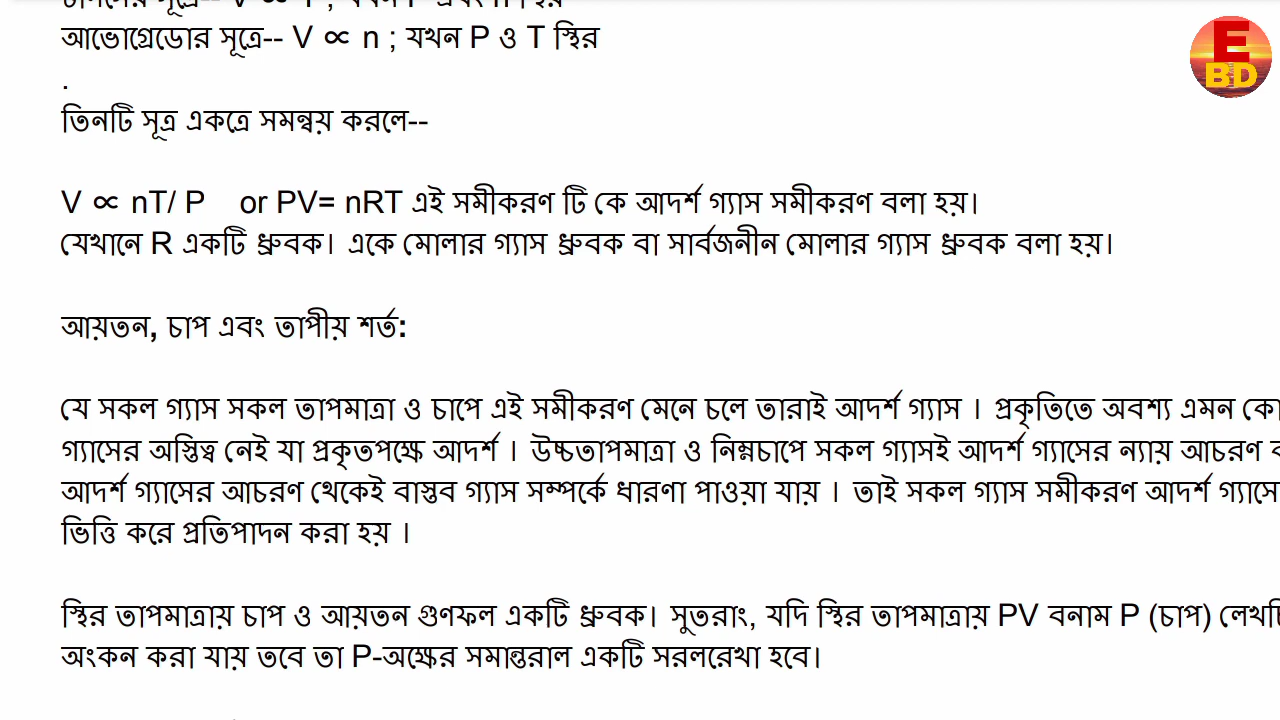 আভোগ্রেডোর সূত্রে-- V ∝ n ; যখন P ও T স্থির
.
তিনটি সূত্র একত্রে সমন্বয় করলে--
V ∝ nT/ P or PV= nRT এই সমীকরণ টি কে আদর্শ গ্যাস সমীকরণ বলা হয়।
যেখানে R একটি ধ্রুবক। একে মোলার গ্যাস ধ্রুবক বা সার্বজনীন মোলার গ্যাস ধ্রুবক বলা হয়।
আয়তন, চাপ এবং তাপীয় শর্ত:
যে সকল গ্যাস সকল তাপমাত্রা ও চাপে এই সমীকরণ মেনে চলে তারাই আদর্শ গ্যাস । প্রকৃতিতে অবশ্য এমন
গ্যাসের অস্তিত্ব নেই যা প্রকৃতপক্ষে আদর্শ । উচ্চতাপমাত্রা ও নিম্নচাপে সকল গ্যাসই আদর্শ গ্যাসের ন্যায় আচরণ
আদর্শ গ্যাসের আচরণ থেকেই বাস্তব গ্যাস সম্পর্কে ধারণা পাওয়া যায় । তাই সকল গ্যাস সমীকরণ আদর্শ
ভিত্তি করে প্রতিপাদন করা হয় ।
স্থির তাপমাত্রায় চাপ ও আয়তন গুণফল একটি ধ্রুবক। সুতরাং, যদি স্থির তাপমাত্রায় PV বনাম P (চাপ)
অংকন করা যায় তবে তা P-অক্ষের সমান্তরাল একটি সরলরেখা হবে।
E
BD